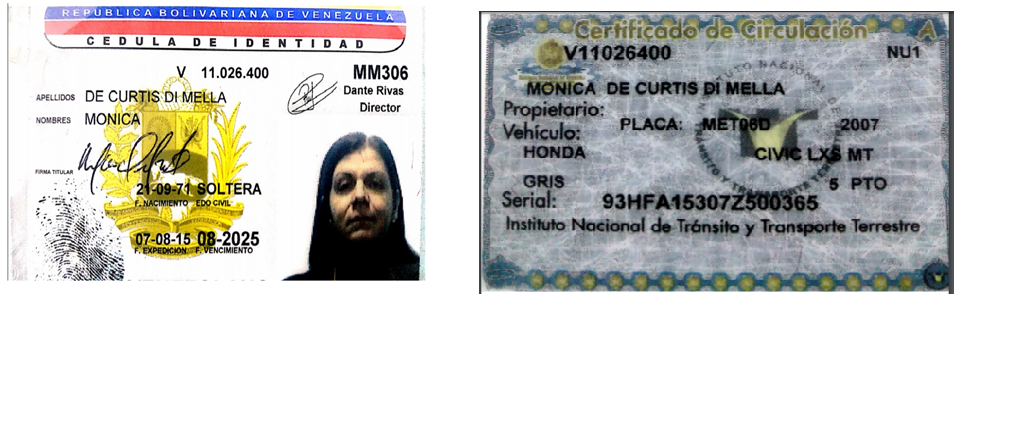 REPÚBLICA BOLIVARIANA DE VENEZUELA
CEDULA DE IDENTIDAD
V 11.026.400
MM306
Dante Rivas
Director
APELLIDOS DE CURTIS DI MELLA
NOMBRES MONICA
FIRMA TITULAR
21-09-71 SOLTERA
F. NACIMIENTO EDO CIVIL
07-08-15 08-2025
F. EXPEDICION F. VENCIMIENTO
Certificado de Circulación A
V11026400 NU1
MONICA DE CURTIS DI MELLA
Propietario:
Vehículo: PLACA: MET06D 2007
HONDA CIVIC LXS MT
GRIS 5 PTO
Serial: 93HFA15307Z500365
Instituto Nacional de Tránsito y Transporte Terrestre